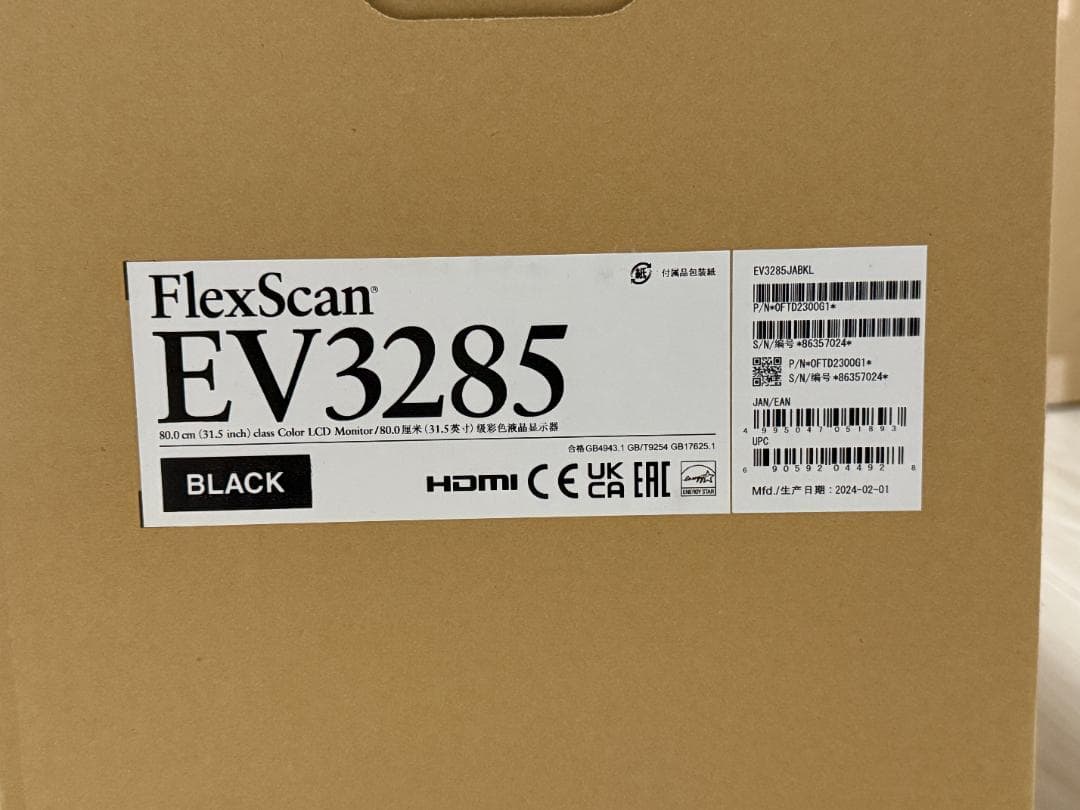 FlexScan®
EV3285
80.0 cm (31.5 inch) class Color LCD Monitor/80.0厘米(31.5英寸)级彩色液晶显示器
紙 付属品包装紙
合格GB4943.1 GB/T9254 GB17625.1
BLACK
HDMI CE UK CA EAC ENERGY STAR
EV3285JABKL
P/N*0FTD2300G1*
S/N/编号*86357024*
P/N*0FTD2300G1*
S/N/编号*86357024*
JAN/EAN
4 995047 051893
UPC
6 90592 04492 8
Mfd./生产日期：2024-02-01